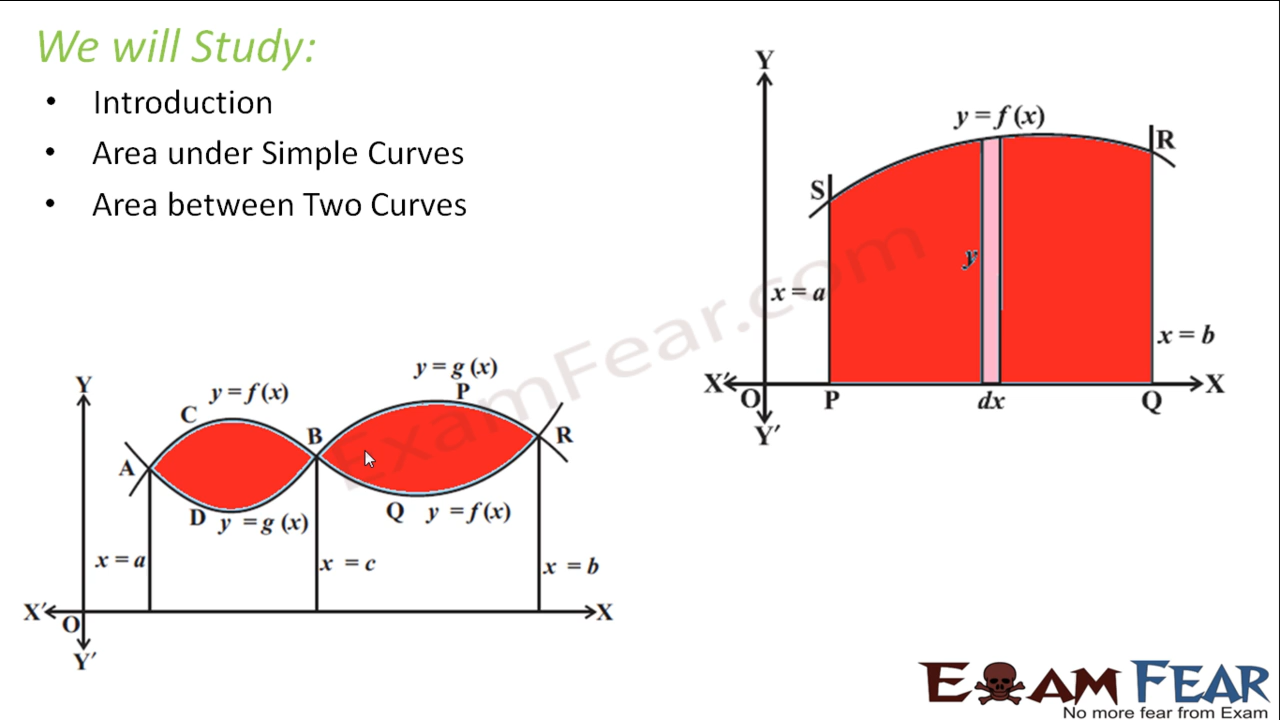 We will Study:
• Introduction
• Area under Simple Curves
• Area between Two Curves
Y
y = f (x)
S
R
y
x = a
x = b
X′
O
P
dx
Q
X
Y′
ExamFear.com
Y
y = f (x)
C
y = g (x)
P
B
A
R
D
y = g (x)
Q
y = f (x)
x = a
x = c
x = b
X′
O
X
Y′
EXAM FEAR
No more fear from Exam